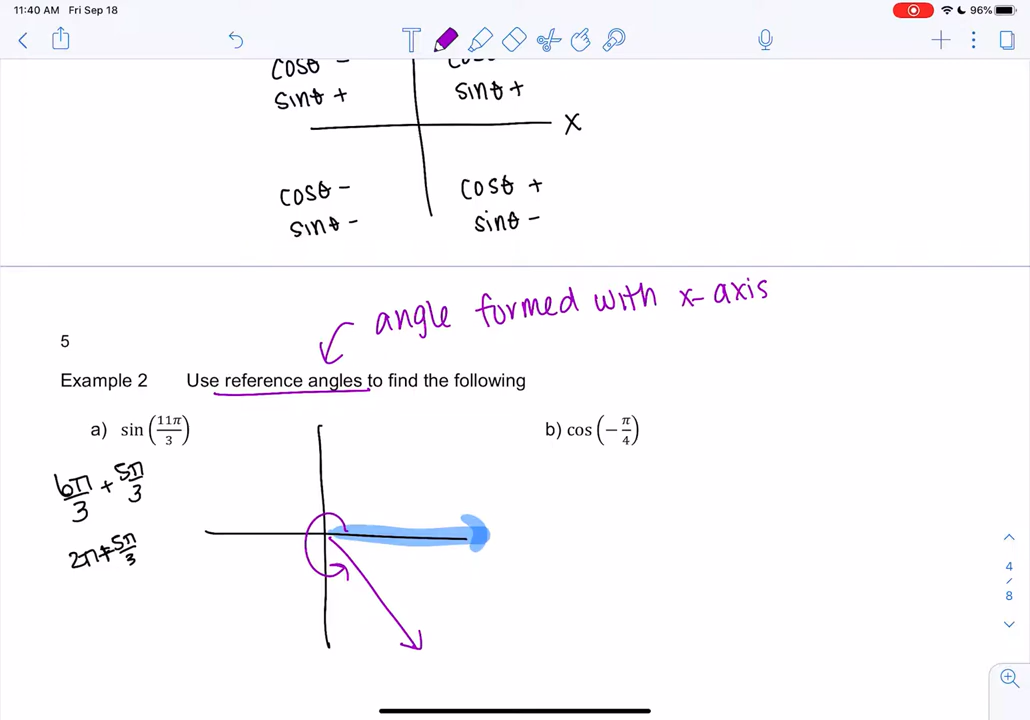 11:40 AM Fri Sep 18
96%
T
cosθ −
sinθ +
sinθ +
x
cosθ −
sinθ −
cosθ +
sinθ −
angle formed with x-axis
5
Example 2 Use reference angles to find the following
a) sin (11π/3)
b) cos (−π/4)
6π/3 + 5π/3
2π + 5π/3
4
/
8